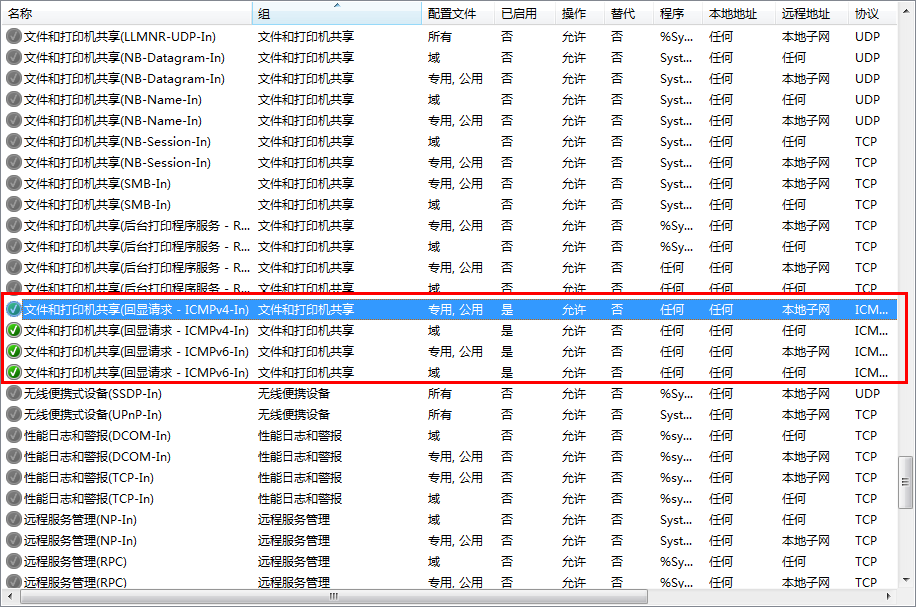 名称 组 配置文件 已启用 操作 替代 程序 本地地址 远程地址 协议
文件和打印机共享(LLMNR-UDP-In) 文件和打印机共享 所有 否 允许 否 %Sy... 任何 本地子网 UDP
文件和打印机共享(NB-Datagram-In) 文件和打印机共享 域 否 允许 否 Syst... 任何 任何 UDP
文件和打印机共享(NB-Datagram-In) 文件和打印机共享 专用, 公用 否 允许 否 Syst... 任何 本地子网 UDP
文件和打印机共享(NB-Name-In) 文件和打印机共享 域 否 允许 否 Syst... 任何 任何 UDP
文件和打印机共享(NB-Name-In) 文件和打印机共享 专用, 公用 否 允许 否 Syst... 任何 本地子网 UDP
文件和打印机共享(NB-Session-In) 文件和打印机共享 域 否 允许 否 Syst... 任何 任何 TCP
文件和打印机共享(NB-Session-In) 文件和打印机共享 专用, 公用 否 允许 否 Syst... 任何 本地子网 TCP
文件和打印机共享(SMB-In) 文件和打印机共享 专用, 公用 否 允许 否 Syst... 任何 本地子网 TCP
文件和打印机共享(SMB-In) 文件和打印机共享 域 否 允许 否 Syst... 任何 任何 TCP
文件和打印机共享(后台打印程序服务 - R... 文件和打印机共享 专用, 公用 否 允许 否 %Sy... 任何 本地子网 TCP
文件和打印机共享(后台打印程序服务 - R... 文件和打印机共享 域 否 允许 否 %Sy... 任何 任何 TCP
文件和打印机共享(后台打印程序服务 - R... 文件和打印机共享 专用, 公用 否 允许 否 任何 任何 本地子网 TCP
文件和打印机共享(后台打印程序服务 - R... 文件和打印机共享 域 否 允许 否 任何 任何 任何 TCP
文件和打印机共享(回显请求 - ICMPv4-In) 文件和打印机共享 专用, 公用 是 允许 否 任何 任何 本地子网 ICM...
文件和打印机共享(回显请求 - ICMPv4-In) 文件和打印机共享 域 是 允许 否 任何 任何 任何 ICM...
文件和打印机共享(回显请求 - ICMPv6-In) 文件和打印机共享 专用, 公用 是 允许 否 任何 任何 本地子网 ICM...
文件和打印机共享(回显请求 - ICMPv6-In) 文件和打印机共享 域 是 允许 否 任何 任何 任何 ICM...
无线便携式设备(SSDP-In) 无线便携设备 所有 否 允许 否 %Sy... 任何 本地子网 UDP
无线便携式设备(UPnP-In) 无线便携设备 所有 否 允许 否 Syst... 任何 本地子网 TCP
性能日志和警报(DCOM-In) 性能日志和警报 域 否 允许 否 %sy... 任何 任何 TCP
性能日志和警报(DCOM-In) 性能日志和警报 专用, 公用 否 允许 否 %sy... 任何 本地子网 TCP
性能日志和警报(TCP-In) 性能日志和警报 专用, 公用 否 允许 否 %sy... 任何 本地子网 TCP
性能日志和警报(TCP-In) 性能日志和警报 域 否 允许 否 %sy... 任何 任何 TCP
远程服务管理(NP-In) 远程服务管理 域 否 允许 否 Syst... 任何 任何 TCP
远程服务管理(NP-In) 远程服务管理 专用, 公用 否 允许 否 Syst... 任何 本地子网 TCP
远程服务管理(RPC) 远程服务管理 域 否 允许 否 %Sy... 任何 任何 TCP
远程服务管理(RPC) 远程服务管理 专用, 公用 否 允许 否 %Sy... 任何 本地子网 TCP